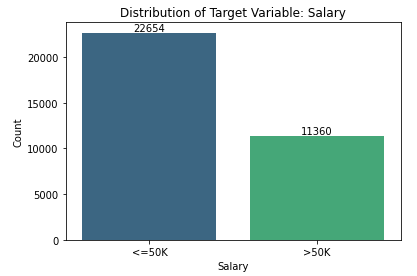 Distribution of Target Variable: Salary
22654
11360
20000
15000
10000
5000
0
Count
<=50K >50K
Salary